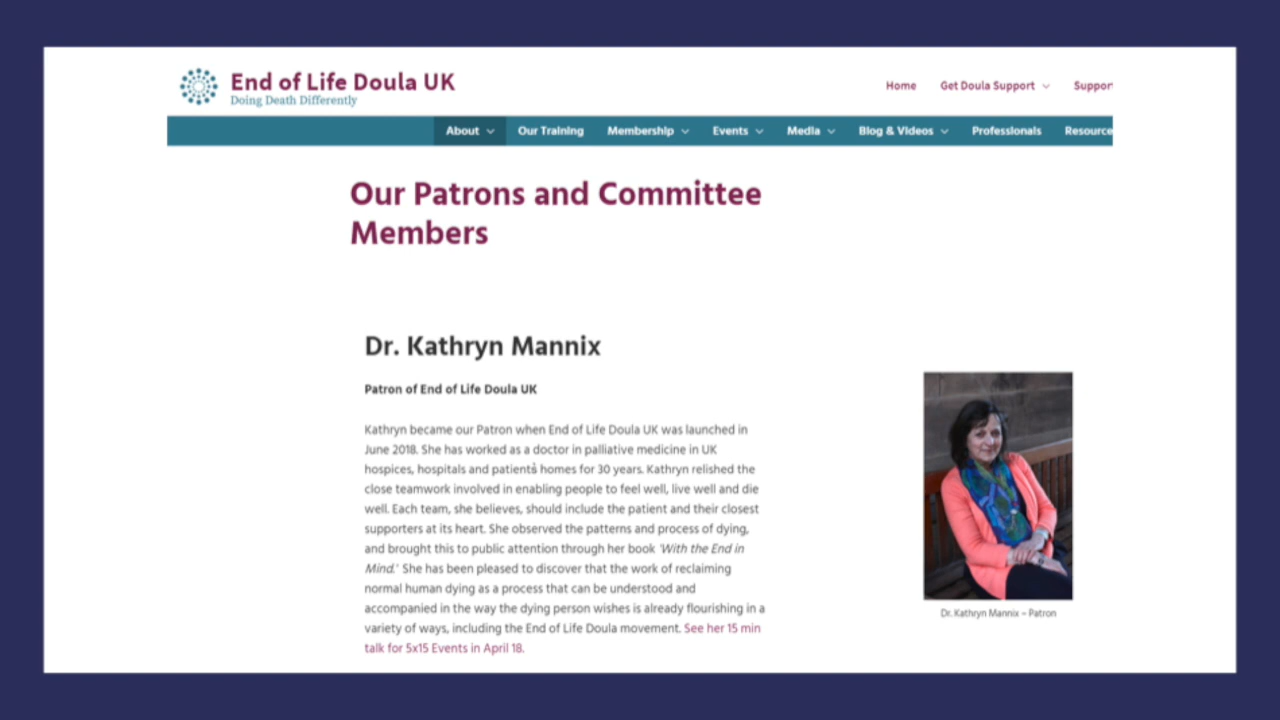 End of Life Doula UK
Doing Death Differently
Home Get Doula Support
About Our Training Membership Events Media Blog & Videos Professionals
Our Patrons and Committee
Members
Dr. Kathryn Mannix
Patron of End of Life Doula UK
Kathryn became our Patron when End of Life Doula UK was launched in
June 2018. She has worked as a doctor in palliative medicine in UK
hospices, hospitals and patients homes for 30 years. Kathryn relished the
close teamwork involved in enabling people to feel well, live well and die
well. Each team, she believes, should include the patient and their closest
supporters at its heart. She observed the patterns and process of dying,
and brought this to public attention through her book 'With the End in
Mind.' She has been pleased to discover that the work of reclaiming
normal human dying as a process that can be understood and
accompanied in the way the dying person wishes is already flourishing in a
variety of ways, including the End of Life Doula movement. See her 15 min
talk for 5x15 Events in April 18.
Dr. Kathryn Mannix – Patron